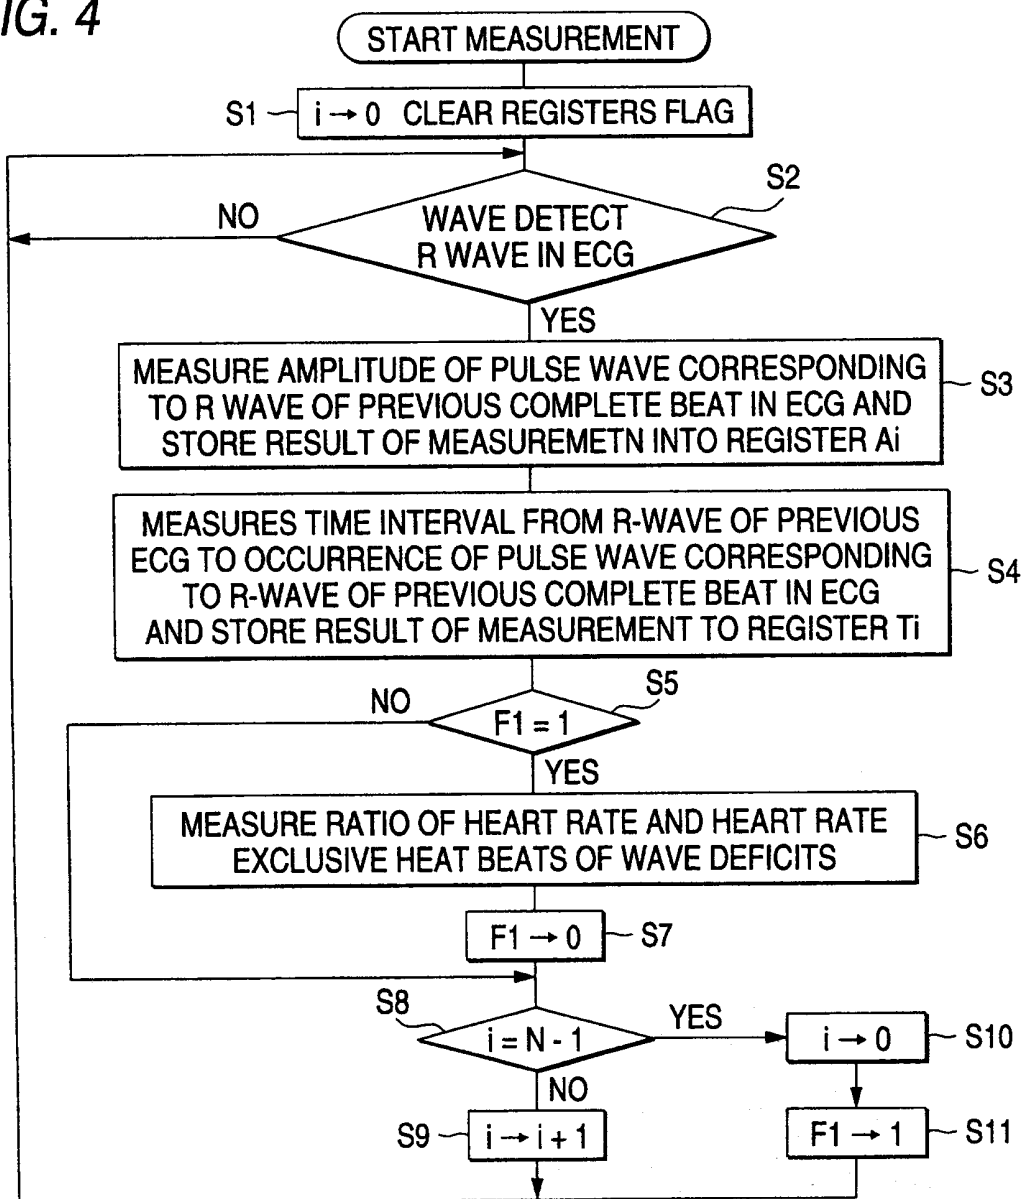 IG. 4
START MEASUREMENT
S1
i → 0 CLEAR REGISTERS FLAG
S2
NO
WAVE DETECT
R WAVE IN ECG
YES
MEASURE AMPLITUDE OF PULSE WAVE CORRESPONDING
TO R WAVE OF PREVIOUS COMPLETE BEAT IN ECG AND
STORE RESULT OF MEASUREMETN INTO REGISTER Ai
S3
MEASURES TIME INTERVAL FROM R-WAVE OF PREVIOUS
ECG TO OCCURRENCE OF PULSE WAVE CORRESPONDING
TO R-WAVE OF PREVIOUS COMPLETE BEAT IN ECG
AND STORE RESULT OF MEASUREMENT TO REGISTER Ti
S4
S5
NO
F1 = 1
YES
MEASURE RATIO OF HEART RATE AND HEART RATE
EXCLUSIVE HEAT BEATS OF WAVE DEFICITS
S6
F1 → 0
S7
S8
i = N - 1
YES
i → 0
S10
NO
S9
i → i + 1
F1 → 1
S11